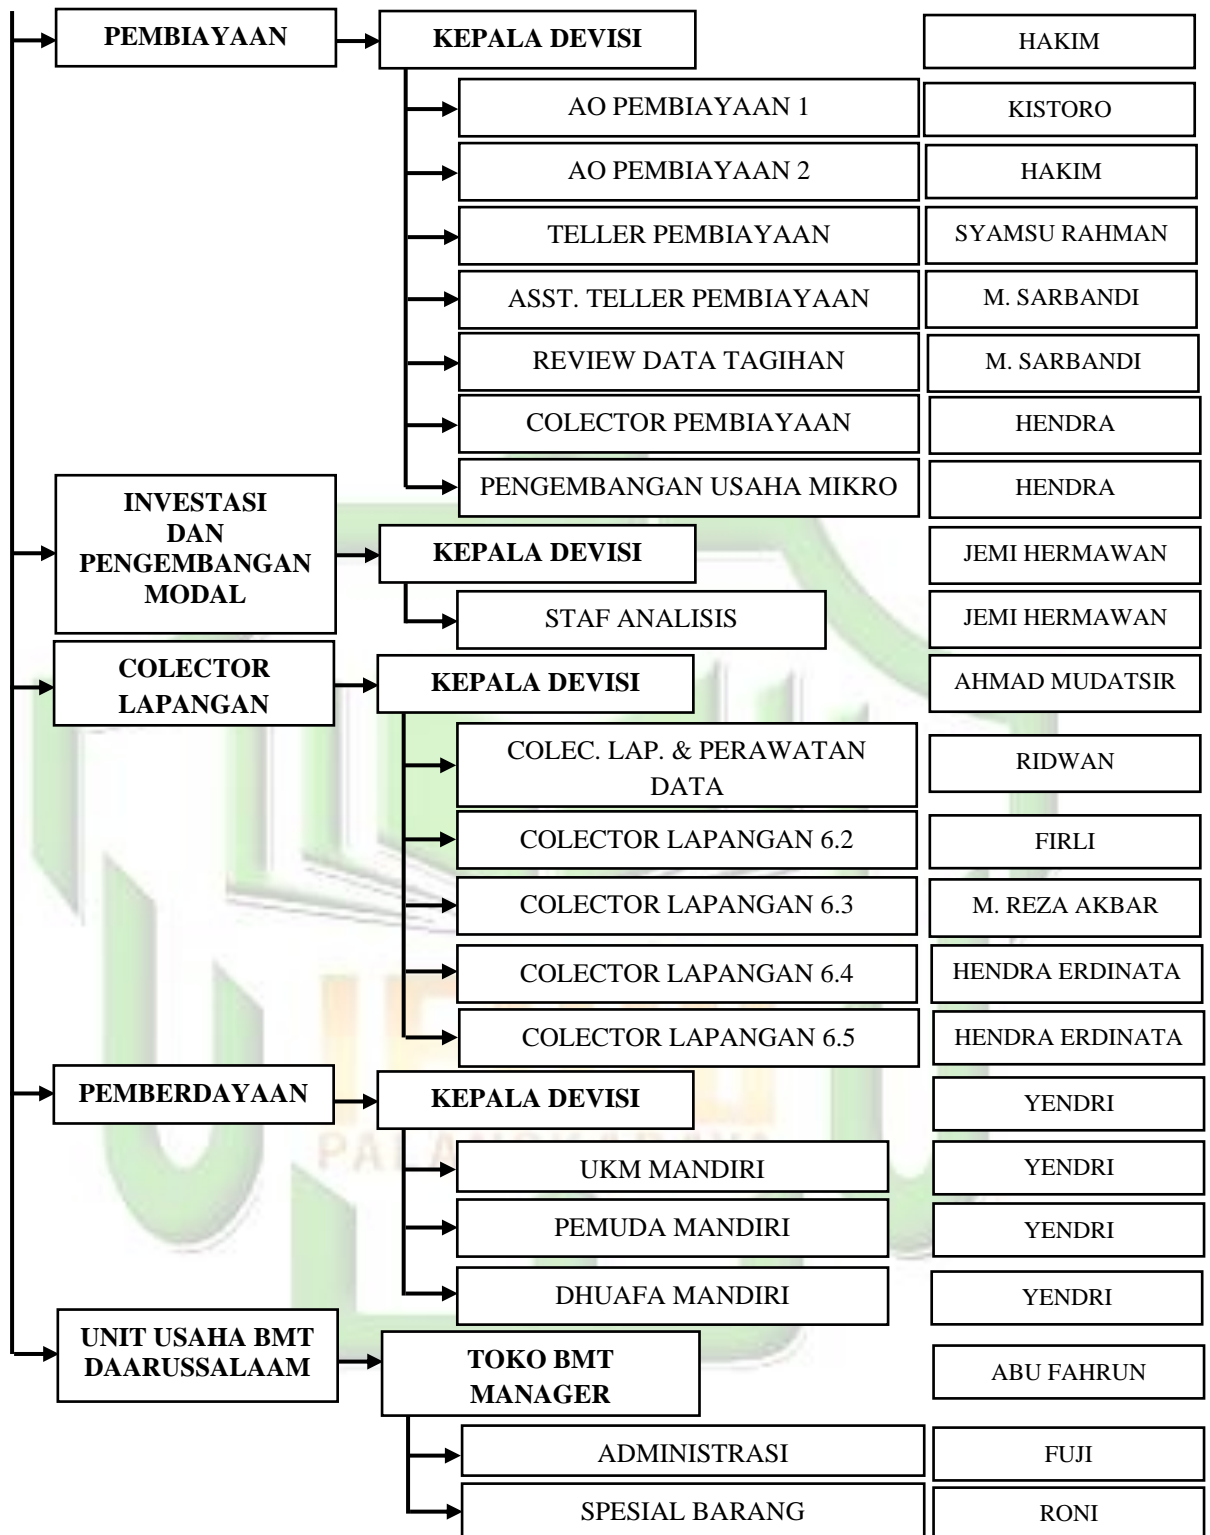 PEMBIAYAAN
KEPALA DEVISI
HAKIM
AO PEMBIAYAAN 1
KISTORO
AO PEMBIAYAAN 2
HAKIM
TELLER PEMBIAYAAN
SYAMSU RAHMAN
ASST. TELLER PEMBIAYAAN
M. SARBANDI
REVIEW DATA TAGIHAN
M. SARBANDI
COLECTOR PEMBIAYAAN
HENDRA
PENGEMBANGAN USAHA MIKRO
HENDRA
INVESTASI
DAN
PENGEMBANGAN
MODAL
KEPALA DEVISI
JEMI HERMAWAN
STAF ANALISIS
JEMI HERMAWAN
COLECTOR
LAPANGAN
KEPALA DEVISI
AHMAD MUDATSIR
COLEC. LAP. & PERAWATAN
DATA
RIDWAN
COLECTOR LAPANGAN 6.2
FIRLI
COLECTOR LAPANGAN 6.3
M. REZA AKBAR
COLECTOR LAPANGAN 6.4
HENDRA ERDINATA
COLECTOR LAPANGAN 6.5
HENDRA ERDINATA
PEMBERDAYAAN
KEPALA DEVISI
YENDRI
UKM MANDIRI
YENDRI
PEMUDA MANDIRI
YENDRI
DHUAFA MANDIRI
YENDRI
UNIT USAHA BMT
DAARUSSALAAM
TOKO BMT
MANAGER
ABU FAHRUN
ADMINISTRASI
FUJI
SPESIAL BARANG
RONI